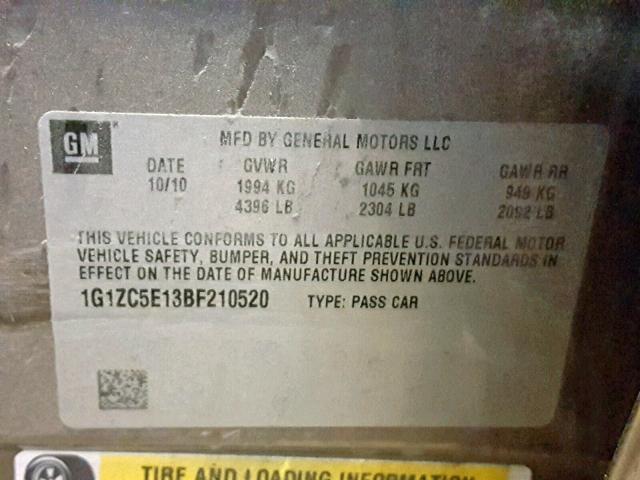 GM
MFD BY GENERAL MOTORS LLC
DATE GVWR GAWR FRT GAWR RR
10/10 1994 KG 1045 KG 949 KG
4396 LB 2304 LB 2092 LB
THIS VEHICLE CONFORMS TO ALL APPLICABLE U.S. FEDERAL MOTOR
VEHICLE SAFETY, BUMPER, AND THEFT PREVENTION STANDARDS IN
EFFECT ON THE DATE OF MANUFACTURE SHOWN ABOVE.
1G1ZC5E13BF210520 TYPE: PASS CAR
TIRE AND LOADING INFORMATION